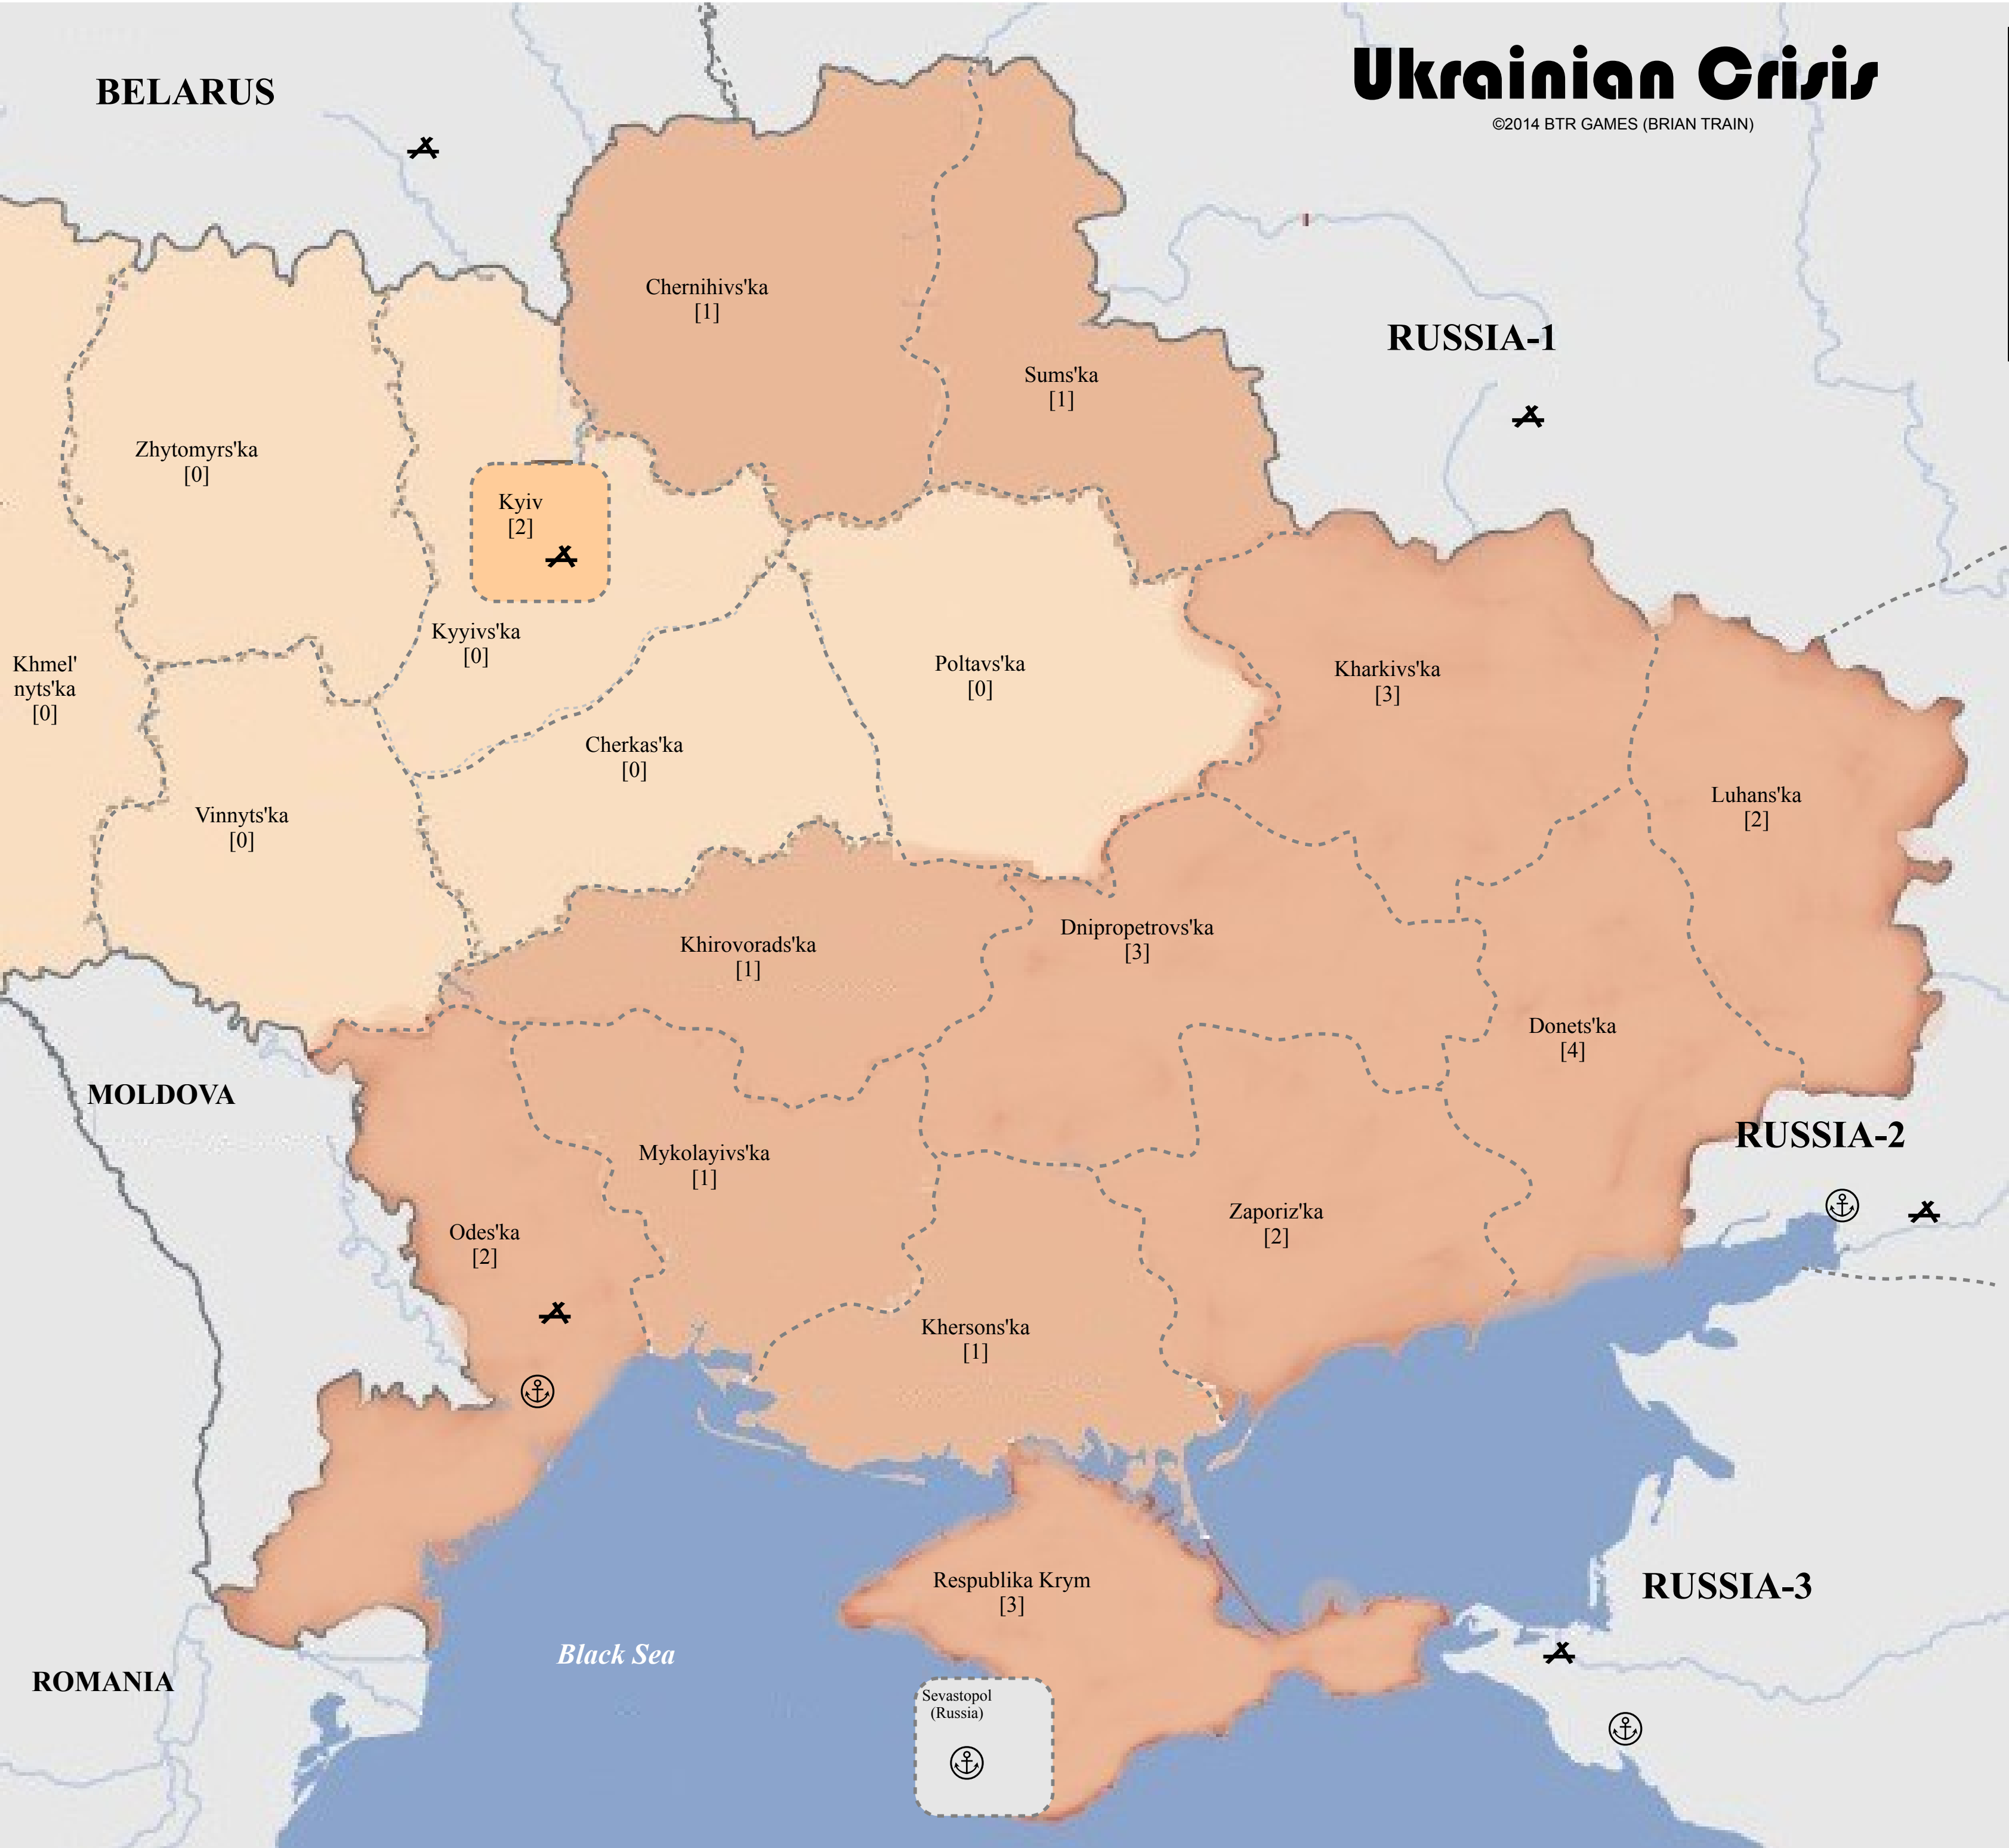 Ukrainian Crisis
©2014 BTR GAMES (BRIAN TRAIN)
BELARUS
Chernihivs'ka
[1]
RUSSIA-1
Sums'ka
[1]
Zhytomyrs'ka
[0]
Kyiv
[2]
Kyyivs'ka
[0]
Khmel'
nyts'ka
[0]
Poltavs'ka
[0]
Kharkivs'ka
[3]
Cherkas'ka
[0]
Luhans'ka
[2]
Vinnyts'ka
[0]
Khirovorads'ka
[1]
Dnipropetrovs'ka
[3]
Donets'ka
[4]
MOLDOVA
RUSSIA-2
Mykolayivs'ka
[1]
Zaporiz'ka
[2]
Odes'ka
[2]
Khersons'ka
[1]
Respublika Krym
[3]
RUSSIA-3
Black Sea
ROMANIA
Sevastopol
(Russia)